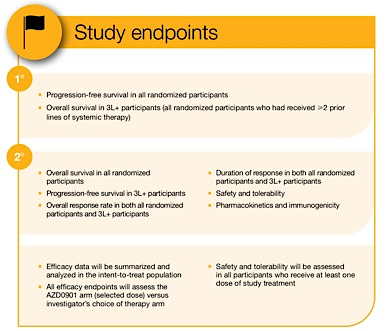 Study endpoints
1°
• Progression-free survival in all randomized participants
• Overall survival in 3L+ participants (all randomized participants who had received ⩾2 prior
lines of systemic therapy)
2°
• Overall survival in all randomized
participants
• Progression-free survival in 3L+ participants
• Overall response rate in both all randomized
participants and 3L+ participants
• Duration of response in both all randomized
participants and 3L+ participants
• Safety and tolerability
• Pharmacokinetics and immunogenicity
• Efficacy data will be summarized and
analyzed in the intent-to-treat population
• All efficacy endpoints will assess the
AZD0901 arm (selected dose) versus
investigator's choice of therapy arm
• Safety and tolerability will be assessed
in all participants who receive at least one
dose of study treatment